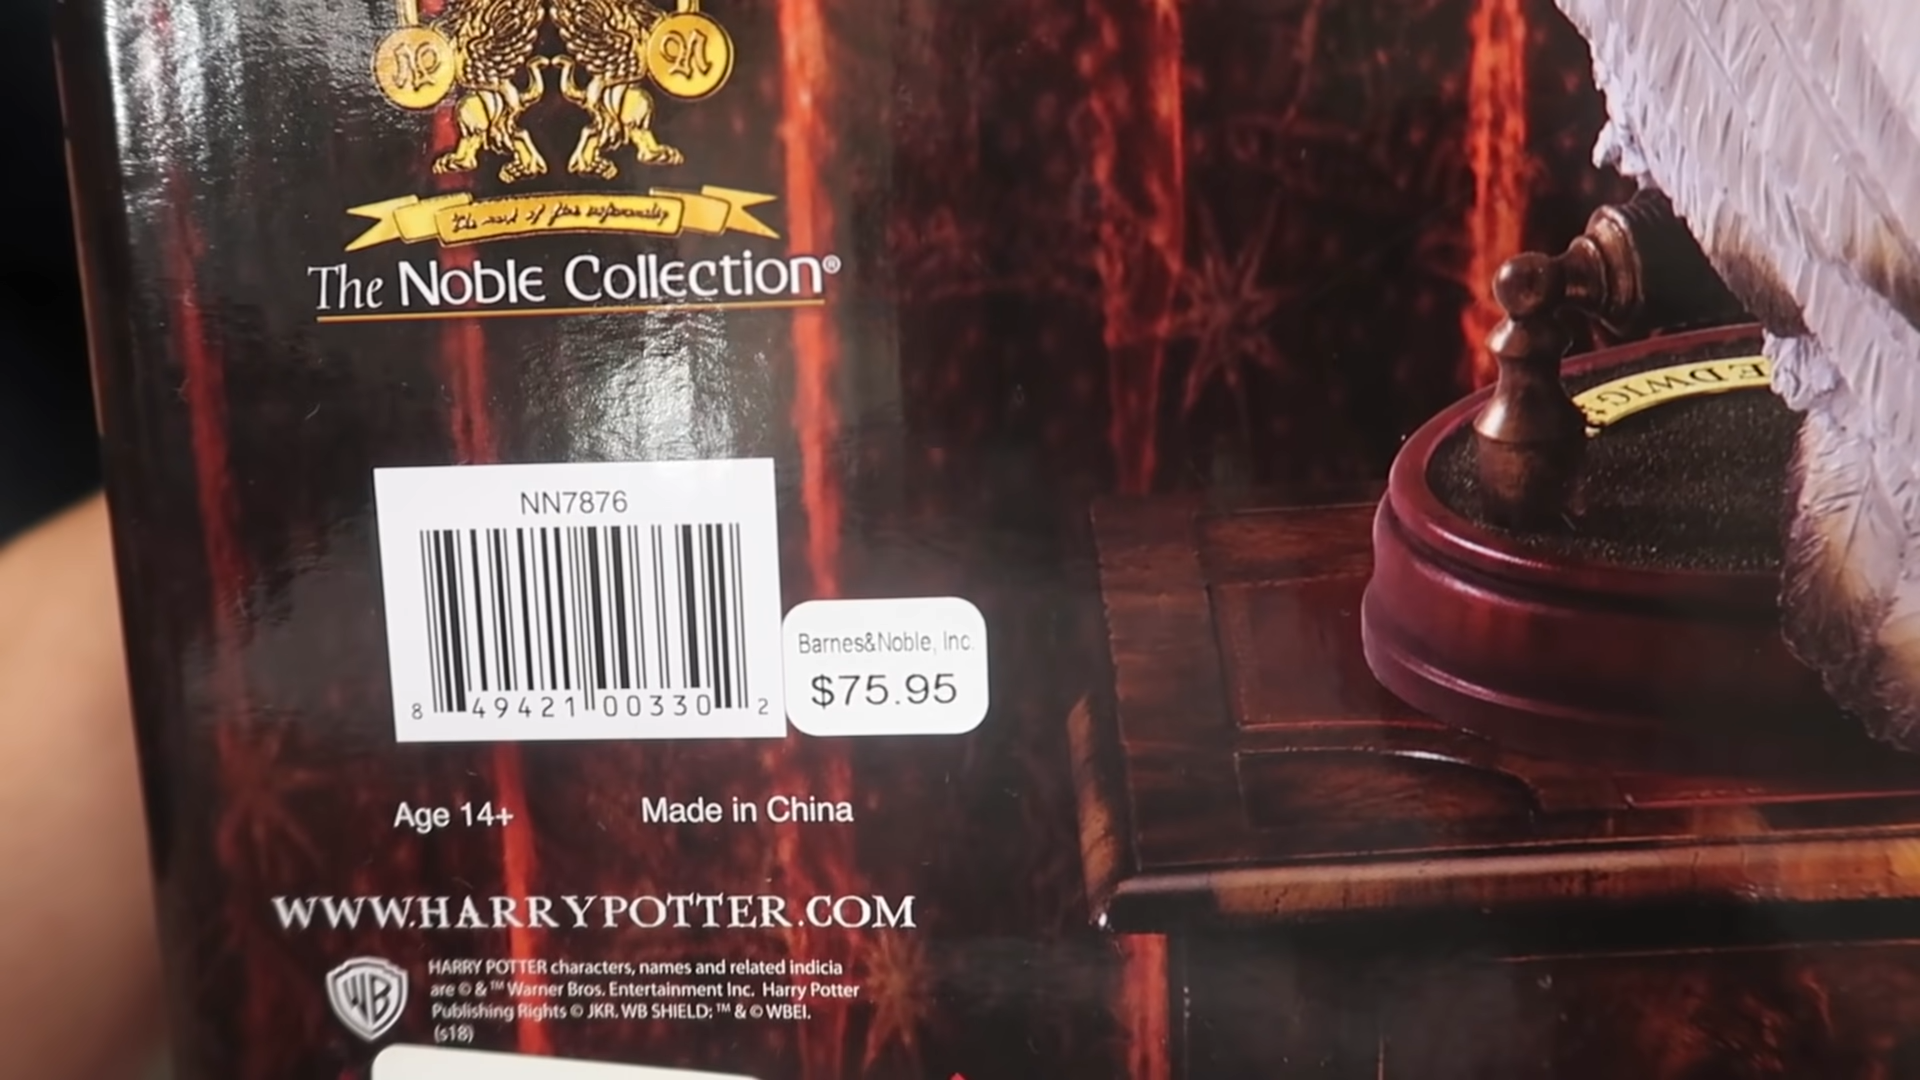 The Noble Collection®
EDWIG
NN7876
8 49421 00330 2
Barnes&Noble, Inc.
$75.95
Age 14+
Made in China
WWW.HARRYPOTTER.COM
HARRY POTTER characters, names and related indicia
are © & ™ Warner Bros. Entertainment Inc. Harry Potter
Publishing Rights © JKR. WB SHIELD: ™ & © WBEI.
(s18)
WB